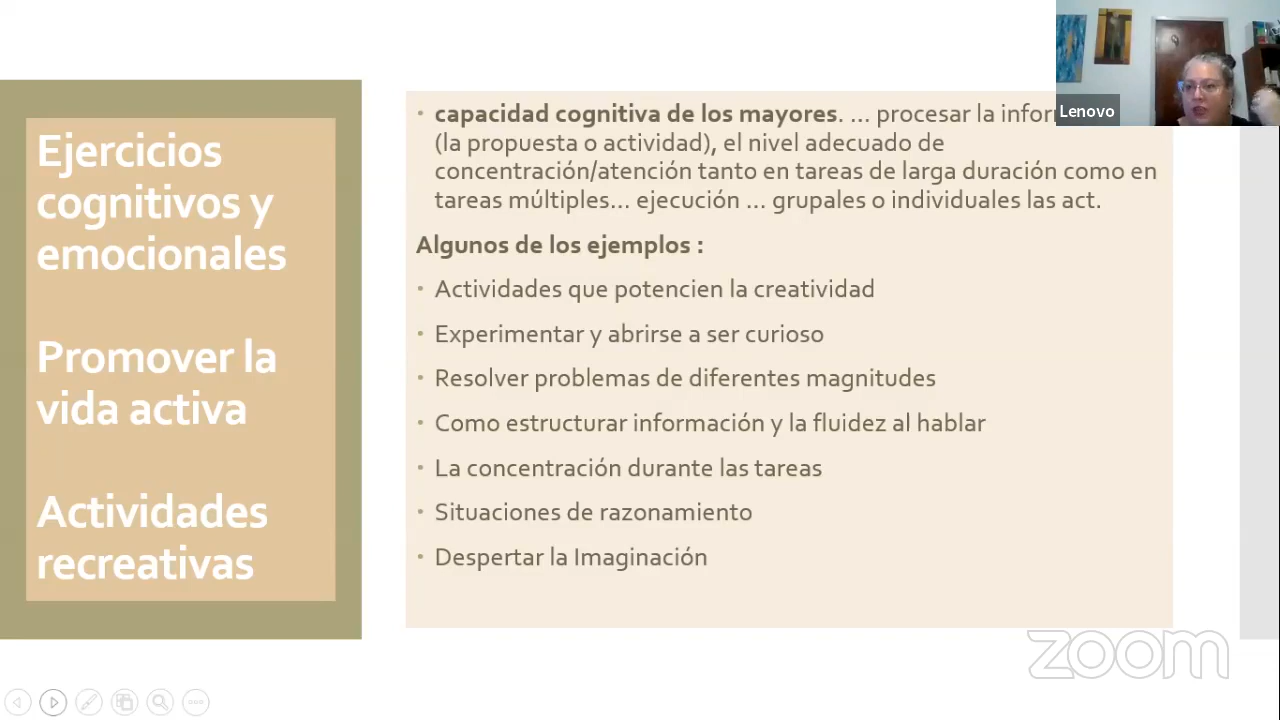 Ejercicios
cognitivos y
emocionales
Promover la
vida activa
Actividades
recreativas
• capacidad cognitiva de los mayores. ... procesar la
(la propuesta o actividad), el nivel adecuado de
concentración/atención tanto en tareas de larga duración como en
tareas múltiples... ejecución ... grupales o individuales las act.
Algunos de los ejemplos :
• Actividades que potencien la creatividad
• Experimentar y abrirse a ser curioso
• Resolver problemas de diferentes magnitudes
• Como estructurar información y la fluidez al hablar
• La concentración durante las tareas
• Situaciones de razonamiento
• Despertar la Imaginación
Lenovo
zoom